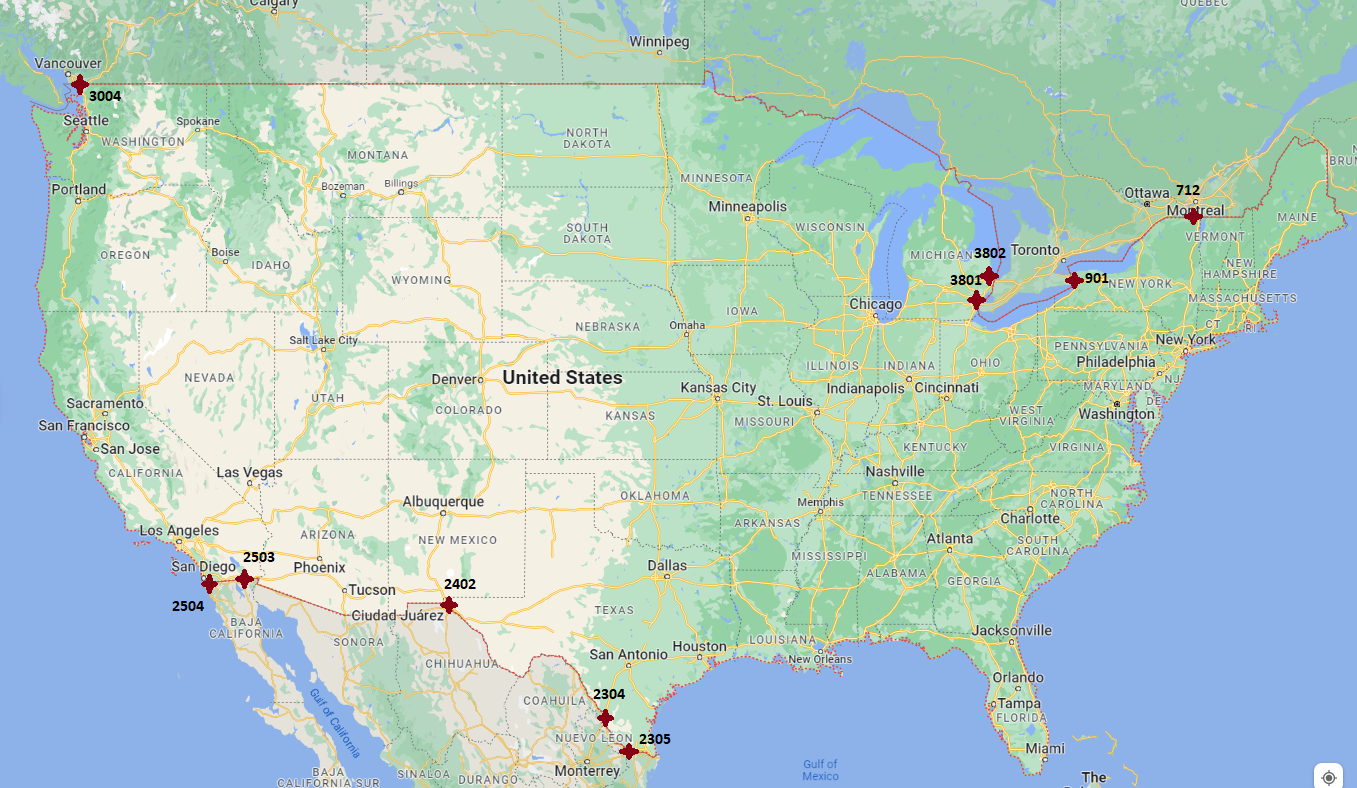 Calgary
QUÉBEC
Winnipeg
Vancouver
3004
Seattle
Spokane
WASHINGTON
NORTH
DAKOTA
MONTANA
Bozeman
Billings
MINNESOTA
Minneapolis
Portland
Ottawa
712
Montreal
MAINE
VERMONT
SOUTH
DAKOTA
WISCONSIN
OREGON
Boise
IDAHO
WYOMING
MICHIGAN
3802
3801
Toronto
901
NEW YORK
NEW
HAMPSHIRE
MASSACHUSETTS
CT
RI
Chicago
IOWA
Omaha
NEBRASKA
Salt Lake City
PENNSYLVANIA
New York
NEVADA
UTAH
Denver
United States
ILLINOIS
INDIANA
OHIO
Philadelphia
NJ
MARYLAND
DE
Kansas City
St. Louis
Indianapolis
Cincinnati
Washington
Sacramento
San Francisco
San Jose
CALIFORNIA
COLORADO
KANSAS
MISSOURI
WEST
VIRGINIA
KENTUCKY
VIRGINIA
Las Vegas
Nashville
TENNESSEE
Albuquerque
OKLAHOMA
Memphis
NORTH
CAROLINA
Charlotte
Los Angeles
ARIZONA
NEW MEXICO
ARKANSAS
Atlanta
SOUTH
CAROLINA
San Diego
2503
Phoenix
2504
Dallas
MISSISSIPPI
ALABAMA
GEORGIA
Tucson
2402
Ciudad Juárez
TEXAS
BAJA
CALIFORNIA
SONORA
CHIHUAHUA
San Antonio
Houston
LOUISIANA
New Orleans
Jacksonville
Orlando
Tampa
FLORIDA
Miami
Gulf of California
COAHUILA
2304
NUEVO LEON
2305
Monterrey
BAJA
CALIFORNIA SUR
SINALOA
DURANGO
Gulf of
Mexico
The